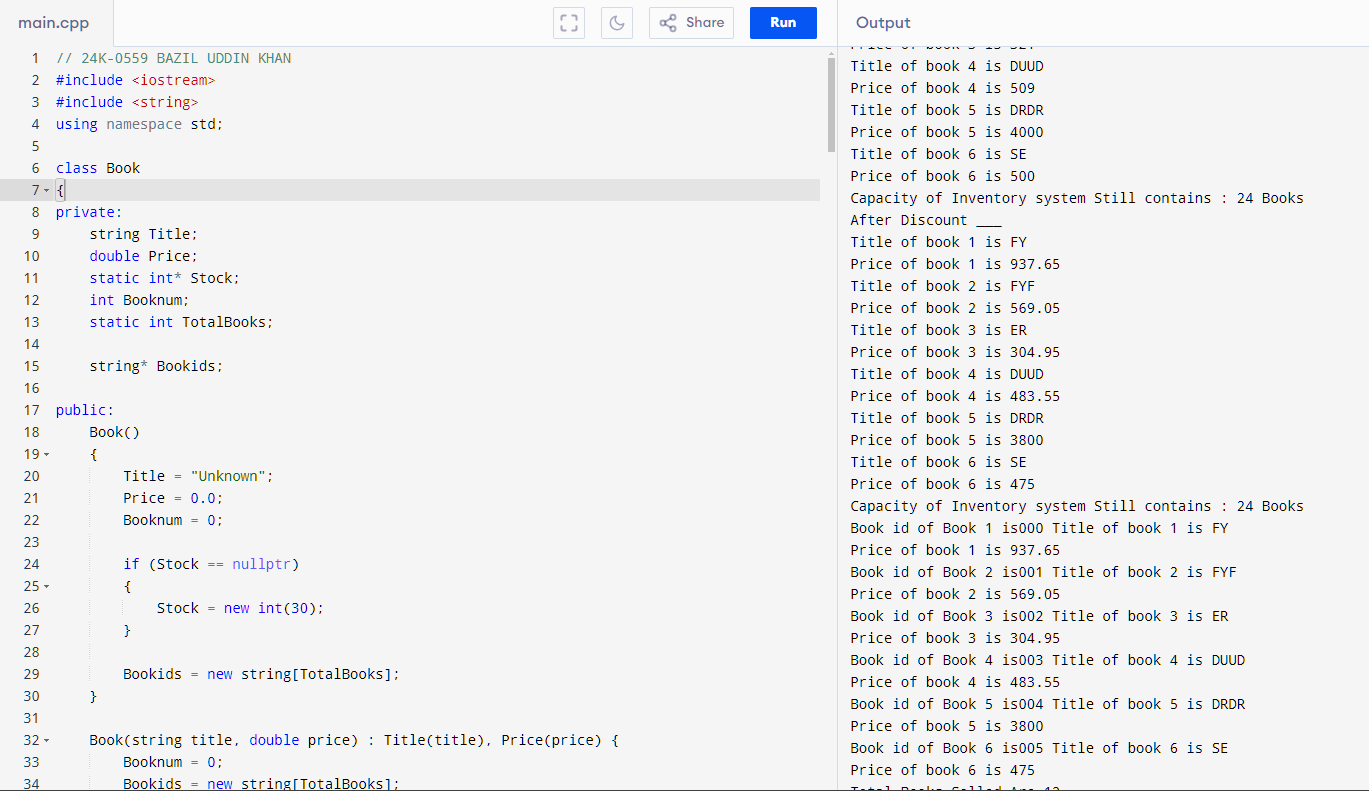 main.cpp
Share
Run
Output
1 // 24K-0559 BAZIL UDDIN KHAN
2 #include <iostream>
3 #include <string>
4 using namespace std;
5
6 class Book
7 {
8 private:
9     string Title;
10     double Price;
11     static int* Stock;
12     int Booknum;
13     static int TotalBooks;
14
15     string* Bookids;
16
17 public:
18     Book()
19     {
20         Title = "Unknown";
21         Price = 0.0;
22         Booknum = 0;
23
24         if (Stock == nullptr)
25         {
26             Stock = new int(30);
27         }
28
29         Bookids = new string[TotalBooks];
30     }
31
32     Book(string title, double price) : Title(title), Price(price) {
33         Booknum = 0;
34         Bookids = new string[TotalBooks];
Price of book 3 is 321
Title of book 4 is DUUD
Price of book 4 is 509
Title of book 5 is DRDR
Price of book 5 is 4000
Title of book 6 is SE
Price of book 6 is 500
Capacity of Inventory system Still contains : 24 Books
After Discount ___
Title of book 1 is FY
Price of book 1 is 937.65
Title of book 2 is FYF
Price of book 2 is 569.05
Title of book 3 is ER
Price of book 3 is 304.95
Title of book 4 is DUUD
Price of book 4 is 483.55
Title of book 5 is DRDR
Price of book 5 is 3800
Title of book 6 is SE
Price of book 6 is 475
Capacity of Inventory system Still contains : 24 Books
Book id of Book 1 is000 Title of book 1 is FY
Price of book 1 is 937.65
Book id of Book 2 is001 Title of book 2 is FYF
Price of book 2 is 569.05
Book id of Book 3 is002 Title of book 3 is ER
Price of book 3 is 304.95
Book id of Book 4 is003 Title of book 4 is DUUD
Price of book 4 is 483.55
Book id of Book 5 is004 Title of book 5 is DRDR
Price of book 5 is 3800
Book id of Book 6 is005 Title of book 6 is SE
Price of book 6 is 475
Total Books Called Are 12